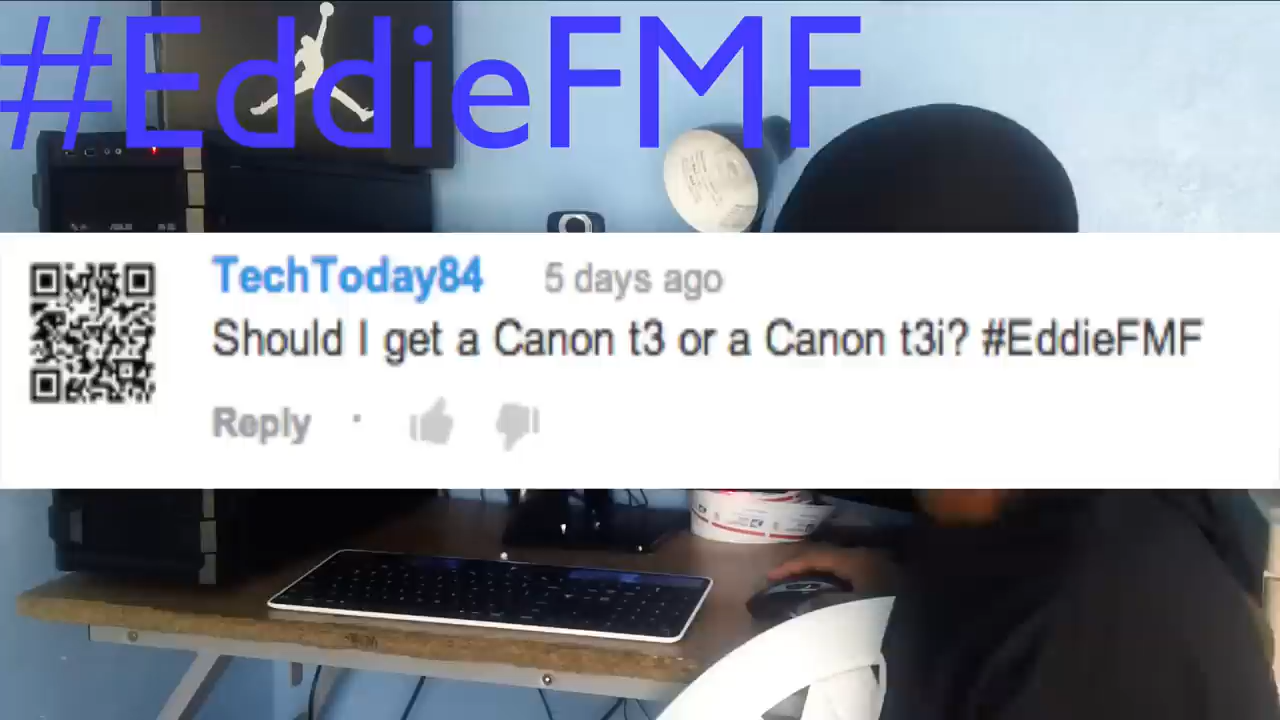 #EddieFMF
TechToday84 5 days ago
Should I get a Canon t3 or a Canon t3i? #EddieFMF
Reply ·